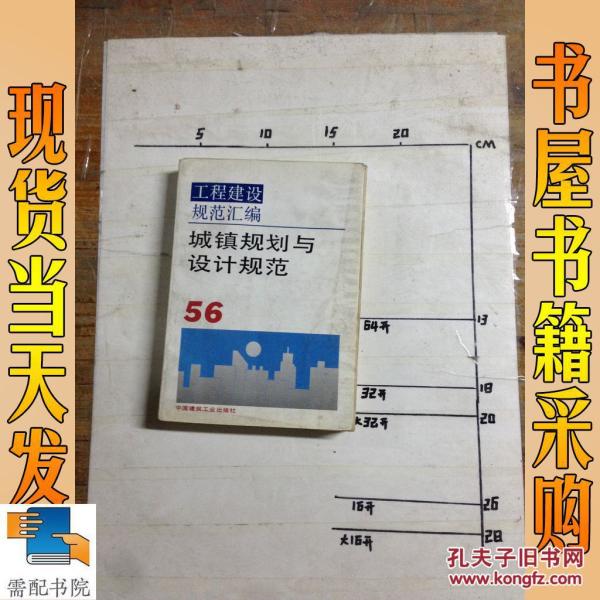 现货当天发
书屋书籍采购
5 10 15 20 CM
工程建设
规范汇编
城镇规划与
设计规范
56
中国建筑工业出版社
64开 13
32开 18
大32开 20
16开 26
大16开 28
需配书院
孔夫子旧书网
www.kongfz.com